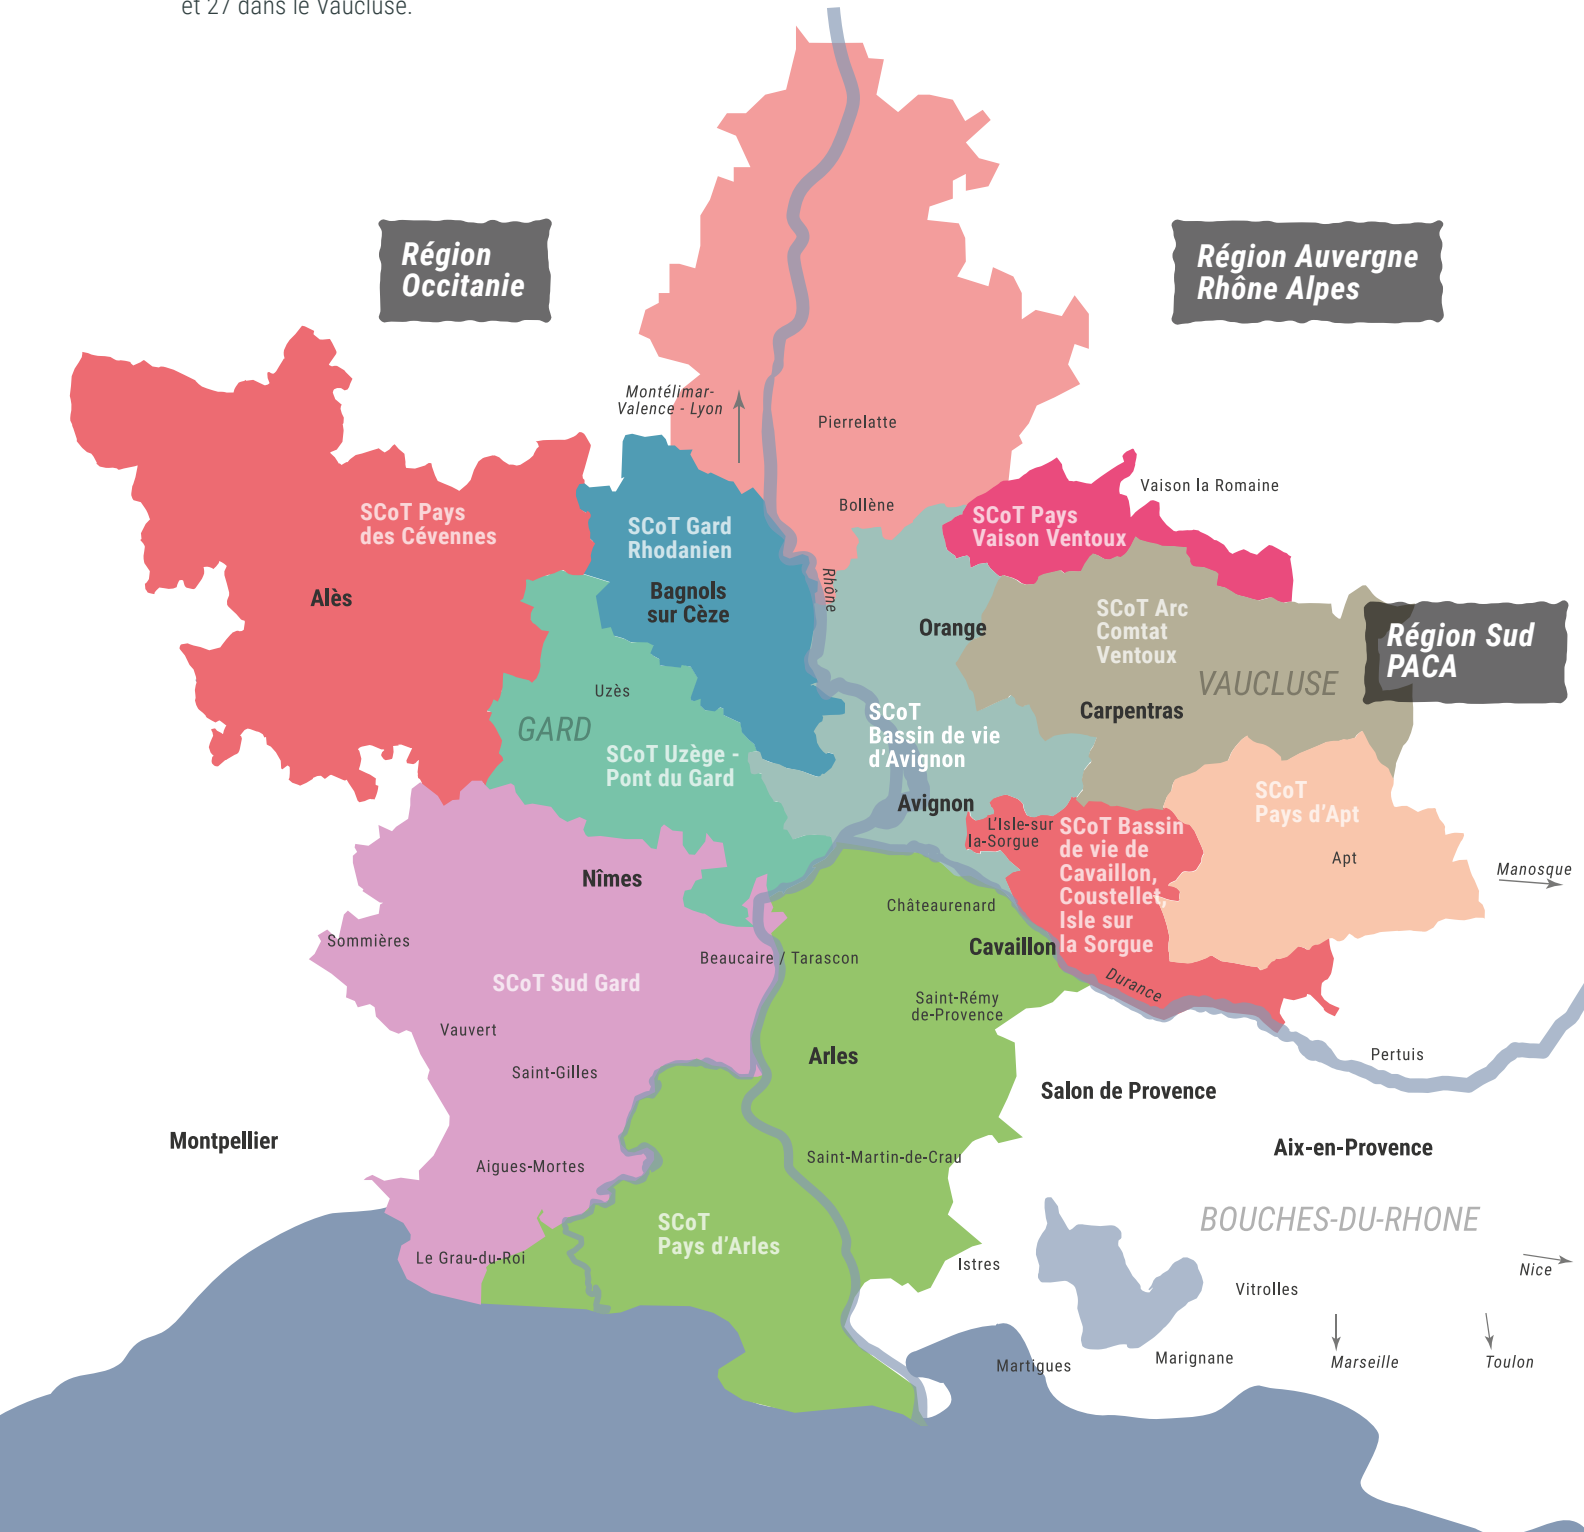 et 27 dans le Vaucluse.
Région
Occitanie
Région Auvergne
Rhône Alpes
Montélimar-
Valence - Lyon
Pierrelatte
Vaison la Romaine
Bollène
SCoT Pays
des Cévennes
SCoT Gard
Rhodanien
SCoT Pays
Vaison Ventoux
Alès
Bagnols
sur Cèze
Rhône
Orange
SCoT Arc
Comtat
Ventoux
Région Sud
PACA
Uzès
VAUCLUSE
GARD
SCoT
Bassin de vie
d'Avignon
Carpentras
SCoT Uzège -
Pont du Gard
Avignon
SCoT
Pays d'Apt
L'Isle-sur
la-Sorgue
SCoT Bassin
de vie de
Cavaillon,
Coustellet,
Isle sur
la Sorgue
Apt
Manosque
Nîmes
Châteaurenard
Sommières
Cavaillon
Beaucaire / Tarascon
SCoT Sud Gard
Durance
Saint-Rémy
de-Provence
Vauvert
Arles
Pertuis
Saint-Gilles
Salon de Provence
Montpellier
Aix-en-Provence
Aigues-Mortes
Saint-Martin-de-Crau
SCoT
Pays d'Arles
BOUCHES-DU-RHONE
Le Grau-du-Roi
Istres
Nice
Vitrolles
Martigues
Marignane
Marseille
Toulon